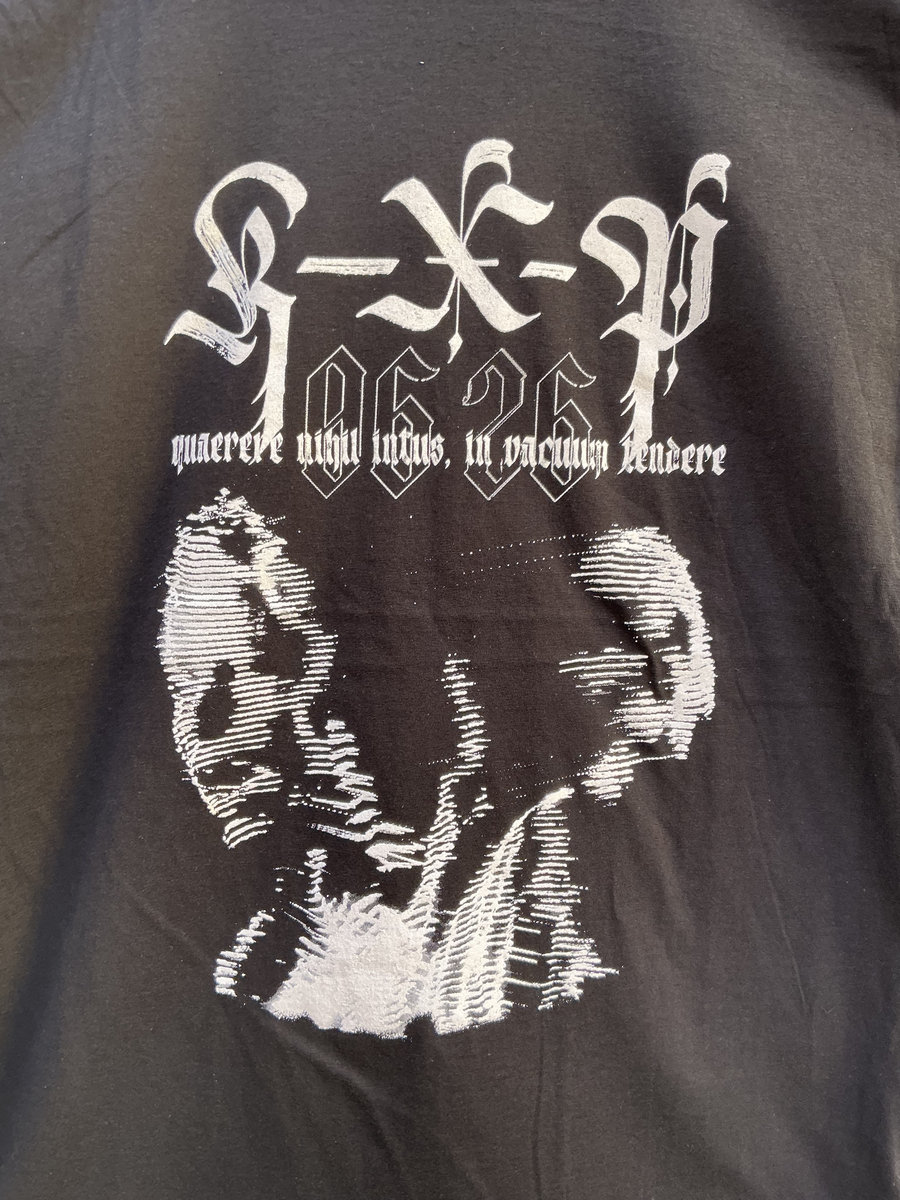 K-X-P
06 26
quaerere nihil intus, in vacuum tendere